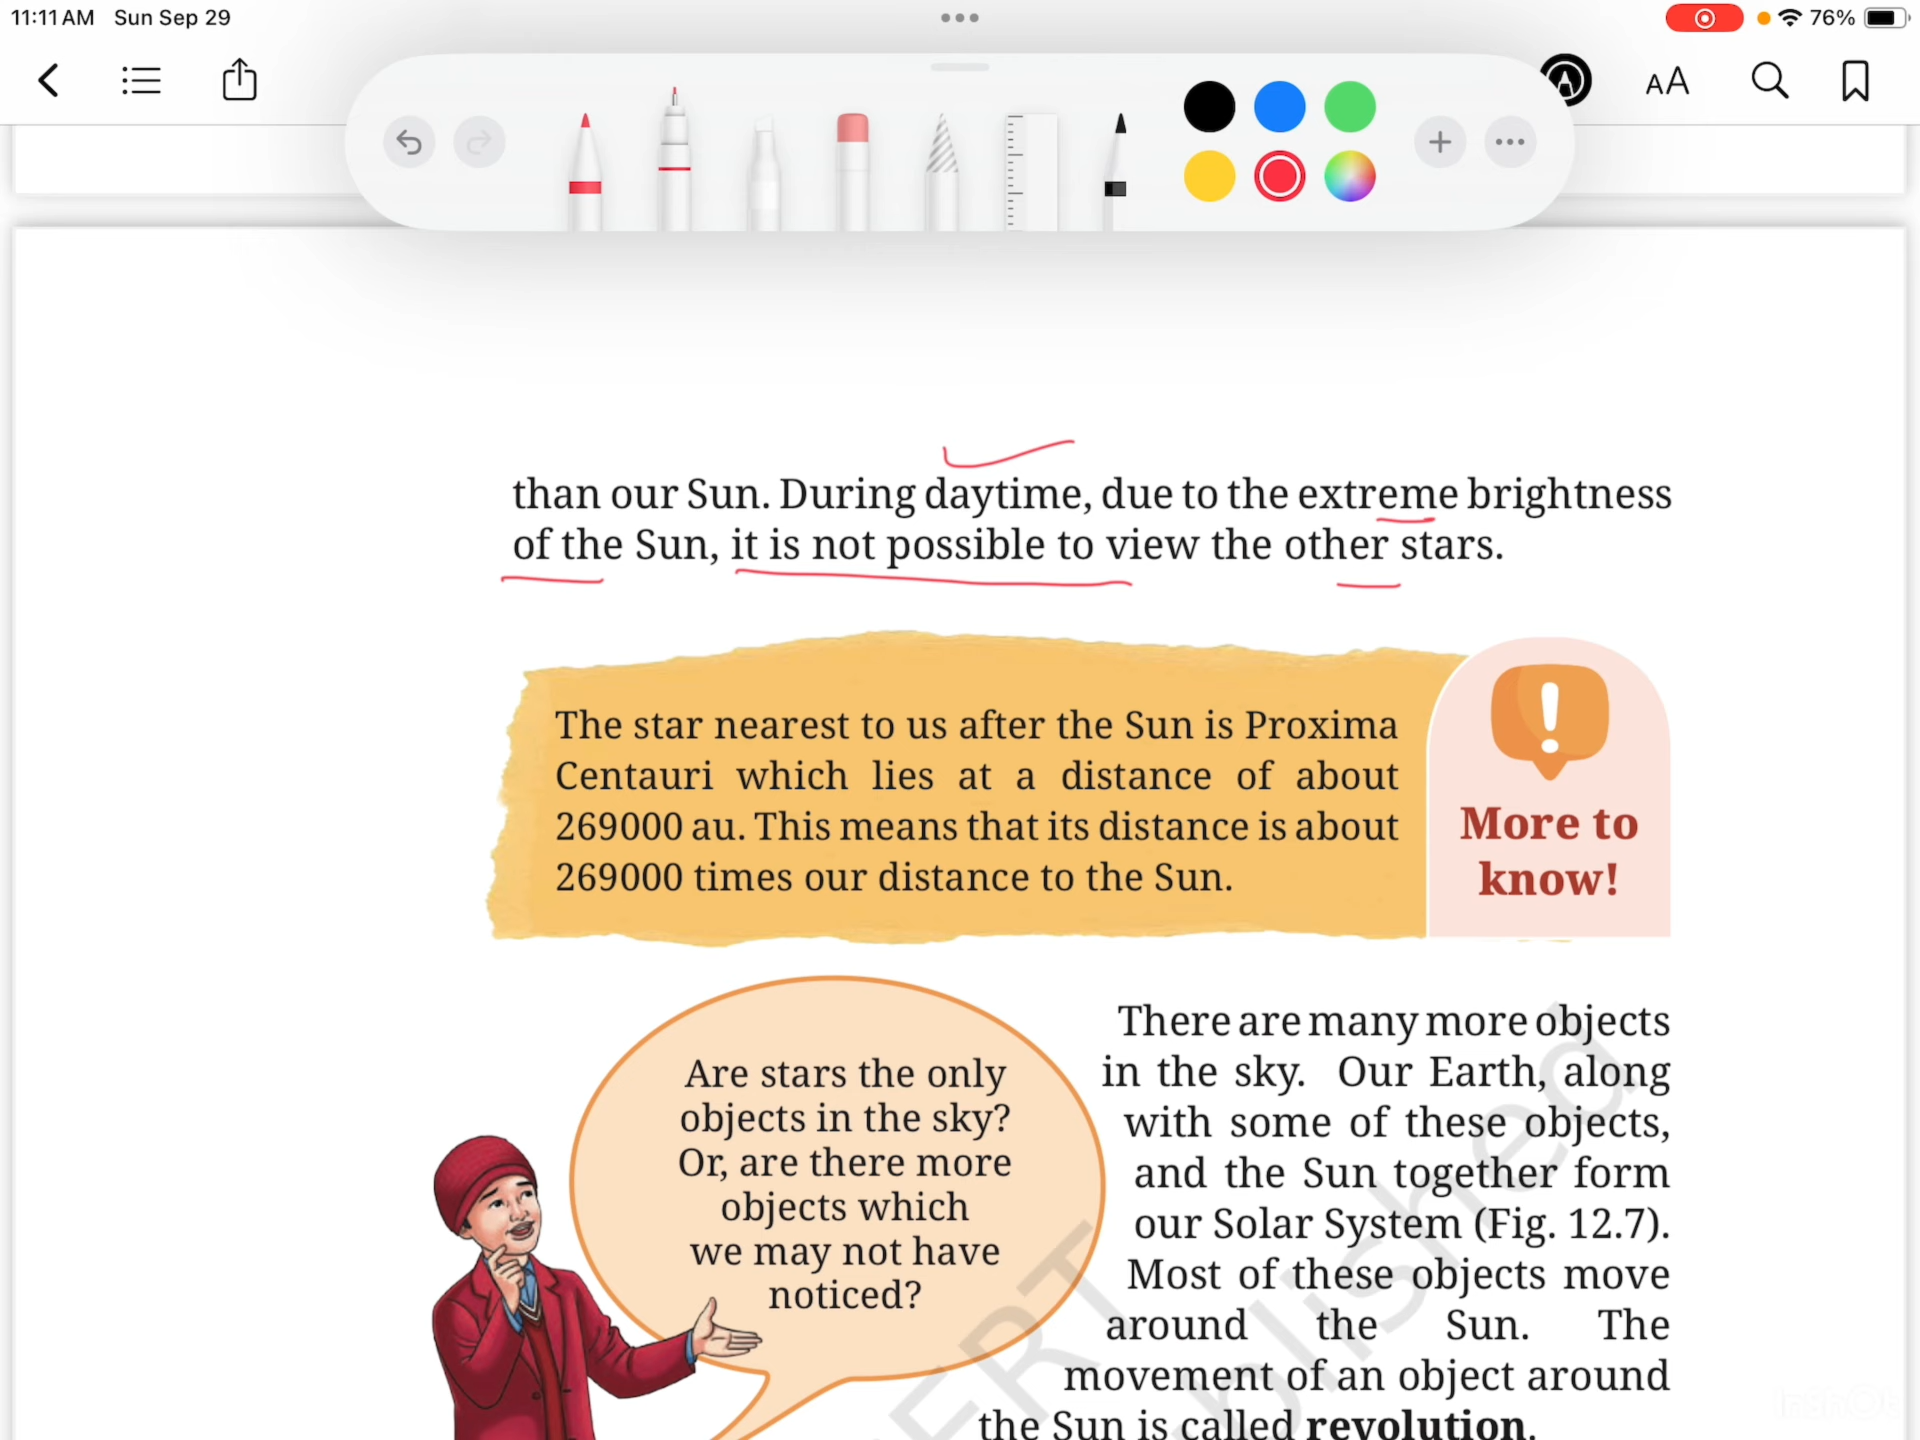 11:11 AM Sun Sep 29
76%
AA
than our Sun. During daytime, due to the extreme brightness
of the Sun, it is not possible to view the other stars.
The star nearest to us after the Sun is Proxima
Centauri which lies at a distance of about
269000 au. This means that its distance is about
269000 times our distance to the Sun.
More to
know!
Are stars the only
objects in the sky?
Or, are there more
objects which
we may not have
noticed?
There are many more objects
in the sky. Our Earth, along
with some of these objects,
and the Sun together form
our Solar System (Fig. 12.7).
Most of these objects move
around the Sun. The
movement of an object around
the Sun is called revolution.